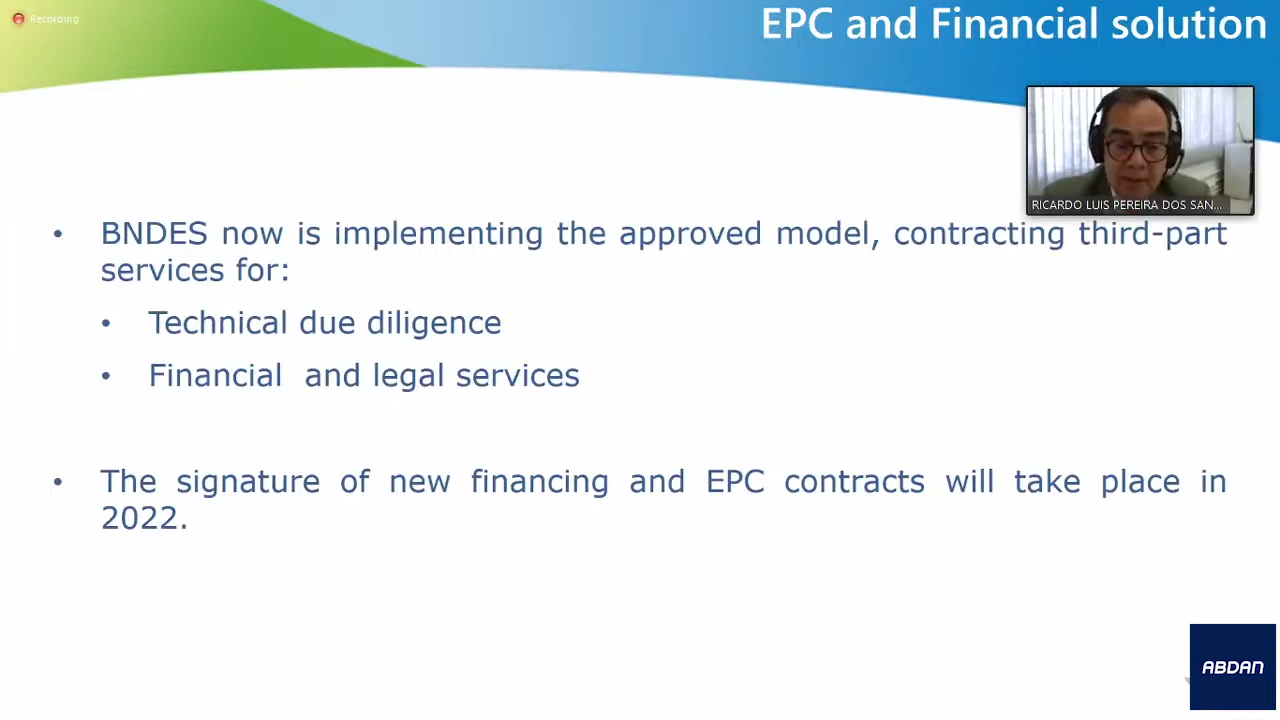 Recording
EPC and Financial solution
RICARDO LUIS PEREIRA DOS SAN...
• BNDES now is implementing the approved model, contracting third-part
services for:
• Technical due diligence
• Financial and legal services
• The signature of new financing and EPC contracts will take place in
2022.
ABDAN